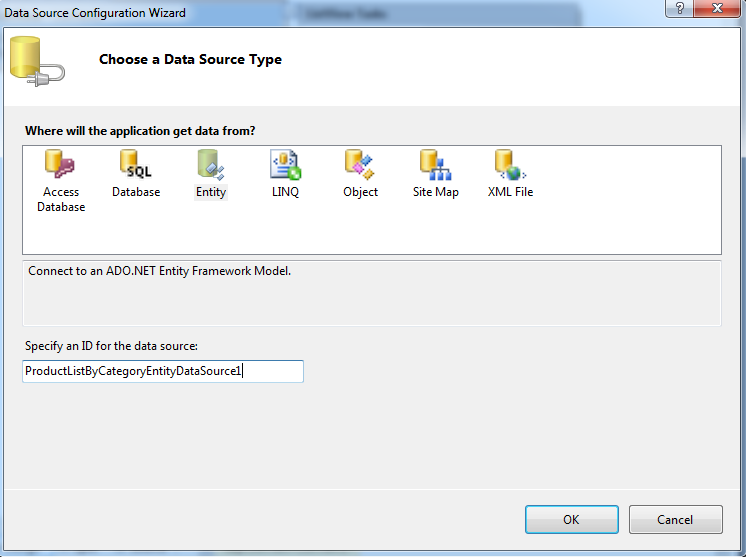 Data Source Configuration Wizard
?
Choose a Data Source Type
Where will the application get data from?
SQL
Access Database
Database
Entity
LINQ
Object
Site Map
XML File
Connect to an ADO.NET Entity Framework Model.
Specify an ID for the data source:
ProductListByCategoryEntityDataSource1
OK
Cancel